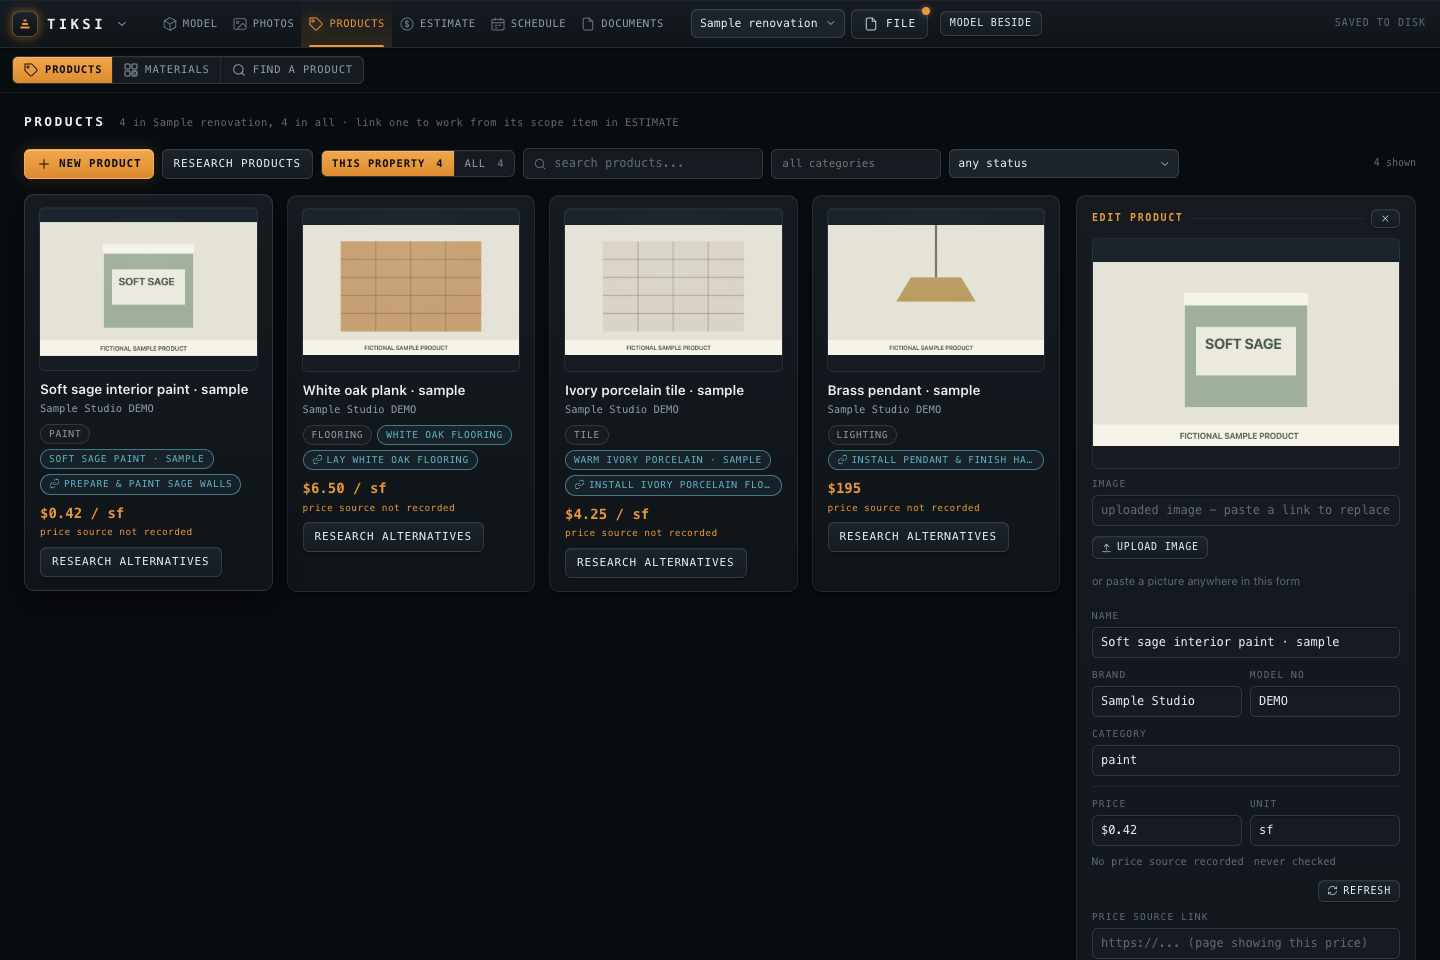 TIKSI
MODEL
PHOTOS
PRODUCTS
ESTIMATE
SCHEDULE
DOCUMENTS
Sample renovation
FILE
MODEL BESIDE
SAVED TO DISK
PRODUCTS
MATERIALS
FIND A PRODUCT
PRODUCTS
4 in Sample renovation, 4 in all · link one to work from its scope item in ESTIMATE
NEW PRODUCT
RESEARCH PRODUCTS
THIS PROPERTY 4
ALL 4
search products...
all categories
any status
4 shown
SOFT SAGE
FICTIONAL SAMPLE PRODUCT
Soft sage interior paint · sample
Sample Studio DEMO
PAINT
SOFT SAGE PAINT · SAMPLE
PREPARE & PAINT SAGE WALLS
$0.42 / sf
price source not recorded
RESEARCH ALTERNATIVES
FICTIONAL SAMPLE PRODUCT
White oak plank · sample
Sample Studio DEMO
FLOORING
WHITE OAK FLOORING
LAY WHITE OAK FLOORING
$6.50 / sf
price source not recorded
RESEARCH ALTERNATIVES
FICTIONAL SAMPLE PRODUCT
Ivory porcelain tile · sample
Sample Studio DEMO
TILE
WARM IVORY PORCELAIN · SAMPLE
INSTALL IVORY PORCELAIN FLO…
$4.25 / sf
price source not recorded
RESEARCH ALTERNATIVES
FICTIONAL SAMPLE PRODUCT
Brass pendant · sample
Sample Studio DEMO
LIGHTING
INSTALL PENDANT & FINISH HA…
$195
price source not recorded
RESEARCH ALTERNATIVES
EDIT PRODUCT
SOFT SAGE
FICTIONAL SAMPLE PRODUCT
IMAGE
uploaded image — paste a link to replace
UPLOAD IMAGE
or paste a picture anywhere in this form
NAME
Soft sage interior paint · sample
BRAND
MODEL NO
Sample Studio
DEMO
CATEGORY
paint
PRICE
UNIT
$0.42
sf
No price source recorded never checked
REFRESH
PRICE SOURCE LINK
https://... (page showing this price)